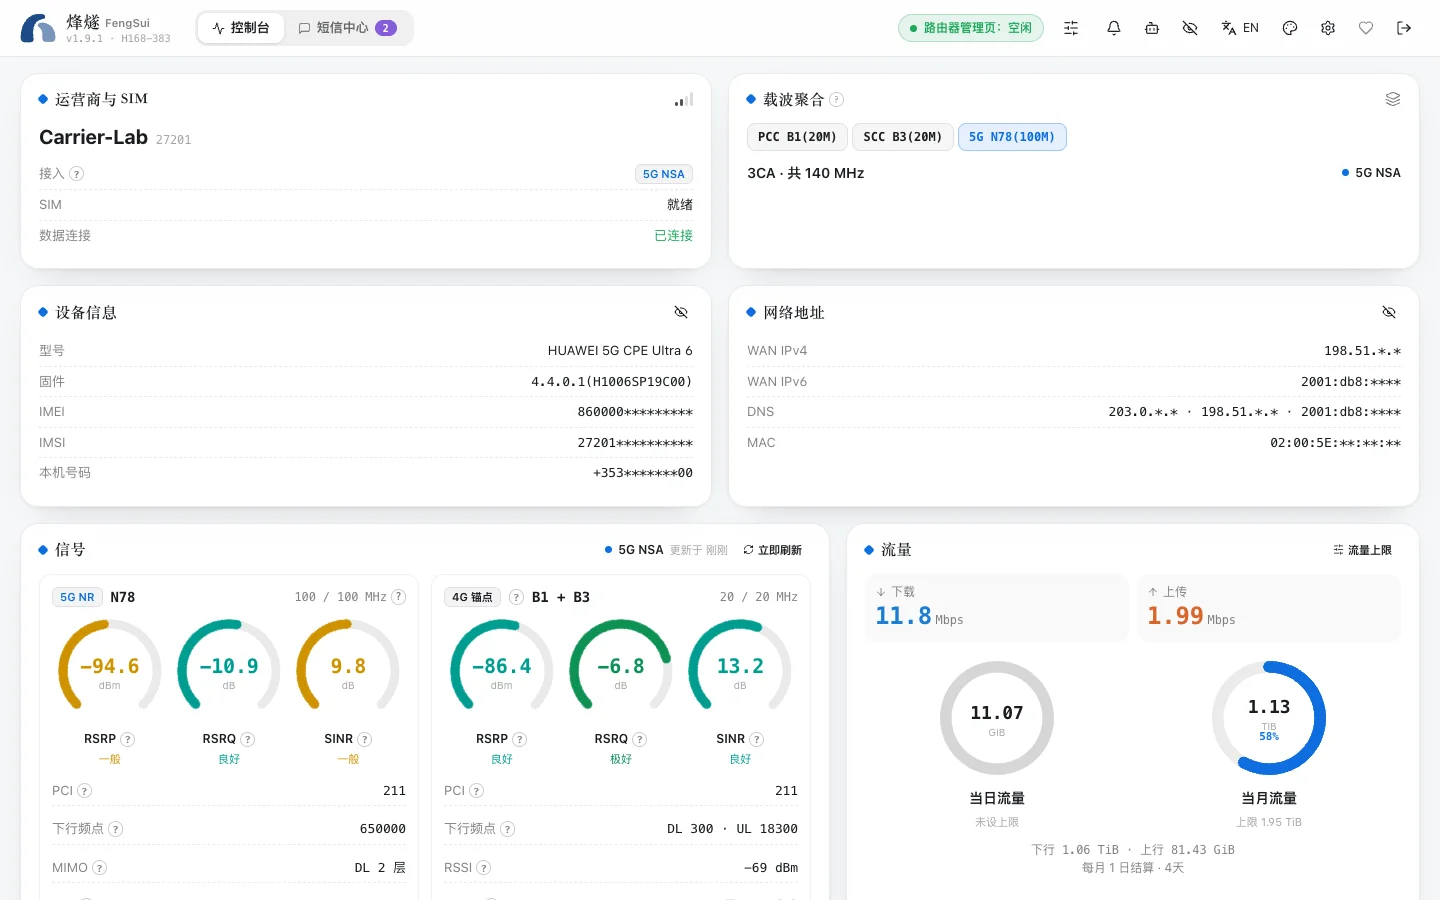 烽燧 FengSui
v1.9.1 · H168-383
控制台
短信中心 2
路由器管理页：空闲
EN
运营商与 SIM
Carrier-Lab 27201
接入 ? 5G NSA
SIM 就绪
数据连接 已连接
载波聚合 ?
PCC B1(20M) SCC B3(20M) 5G N78(100M)
3CA · 共 140 MHz 5G NSA
设备信息
型号 HUAWEI 5G CPE Ultra 6
固件 4.4.0.1(H1006SP19C00)
IMEI 860000*********
IMSI 27201**********
本机号码 +353*******00
网络地址
WAN IPv4 198.51.*.*
WAN IPv6 2001:db8:****
DNS 203.0.*.* · 198.51.*.* · 2001:db8:****
MAC 02:00:5E:**:**:**
信号 5G NSA 更新于 刚刚 立即刷新
5G NR N78 100 / 100 MHz ?
−94.6 −10.9 9.8
dBm dB dB
RSRP ? RSRQ ? SINR ?
一般 良好 一般
PCI ? 211
下行频点 ? 650000
MIMO ? DL 2 层
4G 锚点 ? B1 + B3 20 / 20 MHz
−86.4 −6.8 13.2
dBm dB dB
RSRP ? RSRQ ? SINR ?
良好 极好 良好
PCI ? 211
下行频点 ? DL 300 · UL 18300
RSSI ? −69 dBm
流量 流量上限
↓ 下载
11.8 Mbps
↑ 上传
1.99 Mbps
11.07
GiB
当日流量
未设上限
1.13
TiB
58%
当月流量
上限 1.95 TiB
下行 1.06 TiB · 上行 81.43 GiB
每月 1 日结算 · 4天